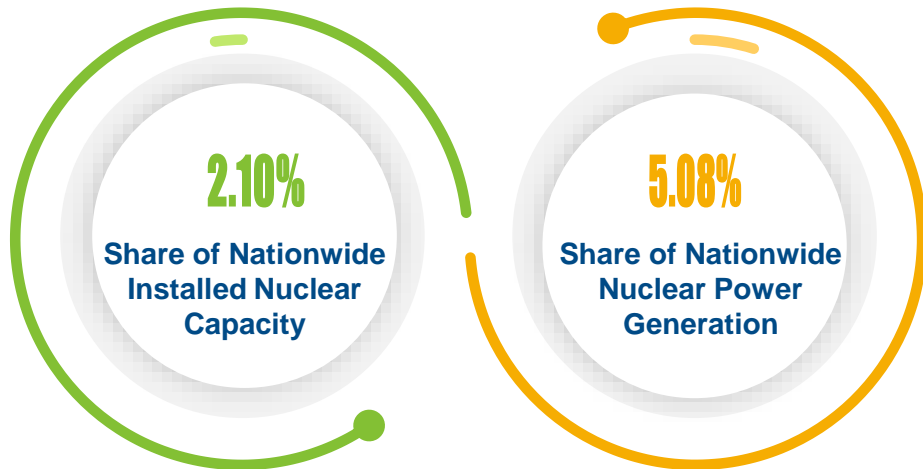 2.10%
Share of Nationwide
Installed Nuclear
Capacity
5.08%
Share of Nationwide
Nuclear Power
Generation